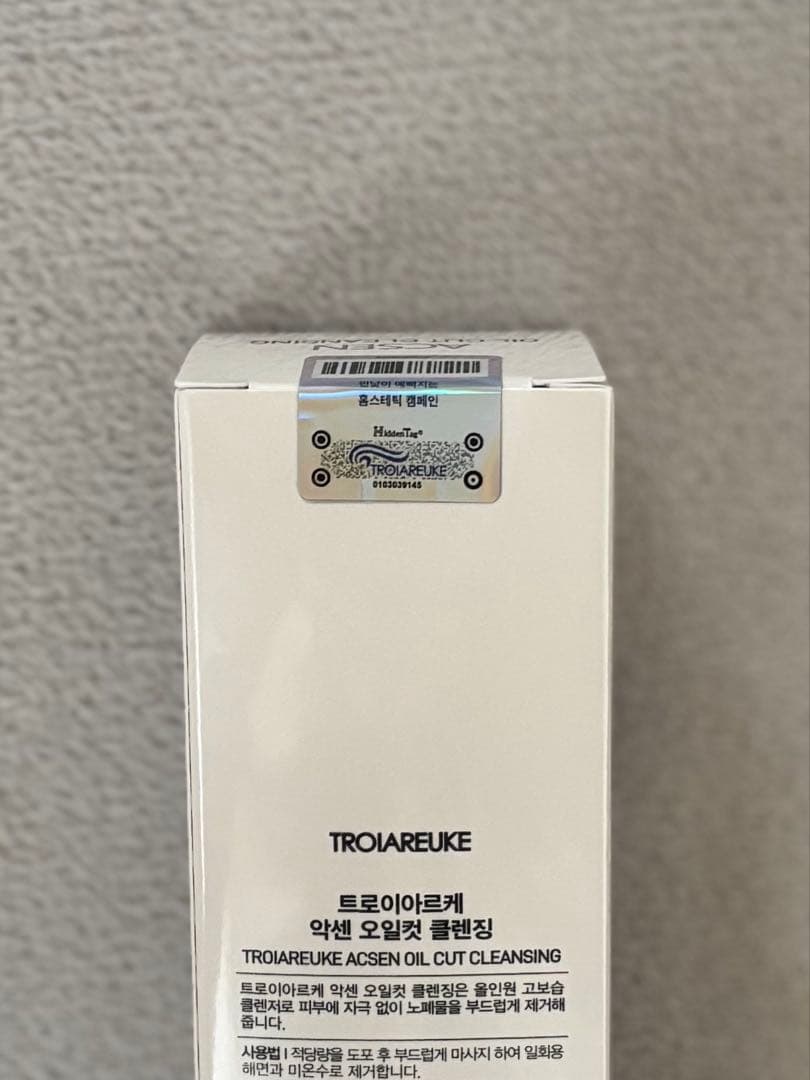 ACSEN
OIL CUT CLEANSING
홈스테틱 캠페인
HiddenTag®
TROIAREUKE
0103039145
TROIAREUKE
트로이아르케
악센 오일컷 클렌징
TROIAREUKE ACSEN OIL CUT CLEANSING
트로이아르케 악센 오일컷 클렌징은 올인원 고보습
클렌저로 피부에 자극 없이 노폐물을 부드럽게 제거해
줍니다.
사용법 I 적당량을 도포 후 부드럽게 마사지 하여 일화용
해면과 미온수로 제거합니다.